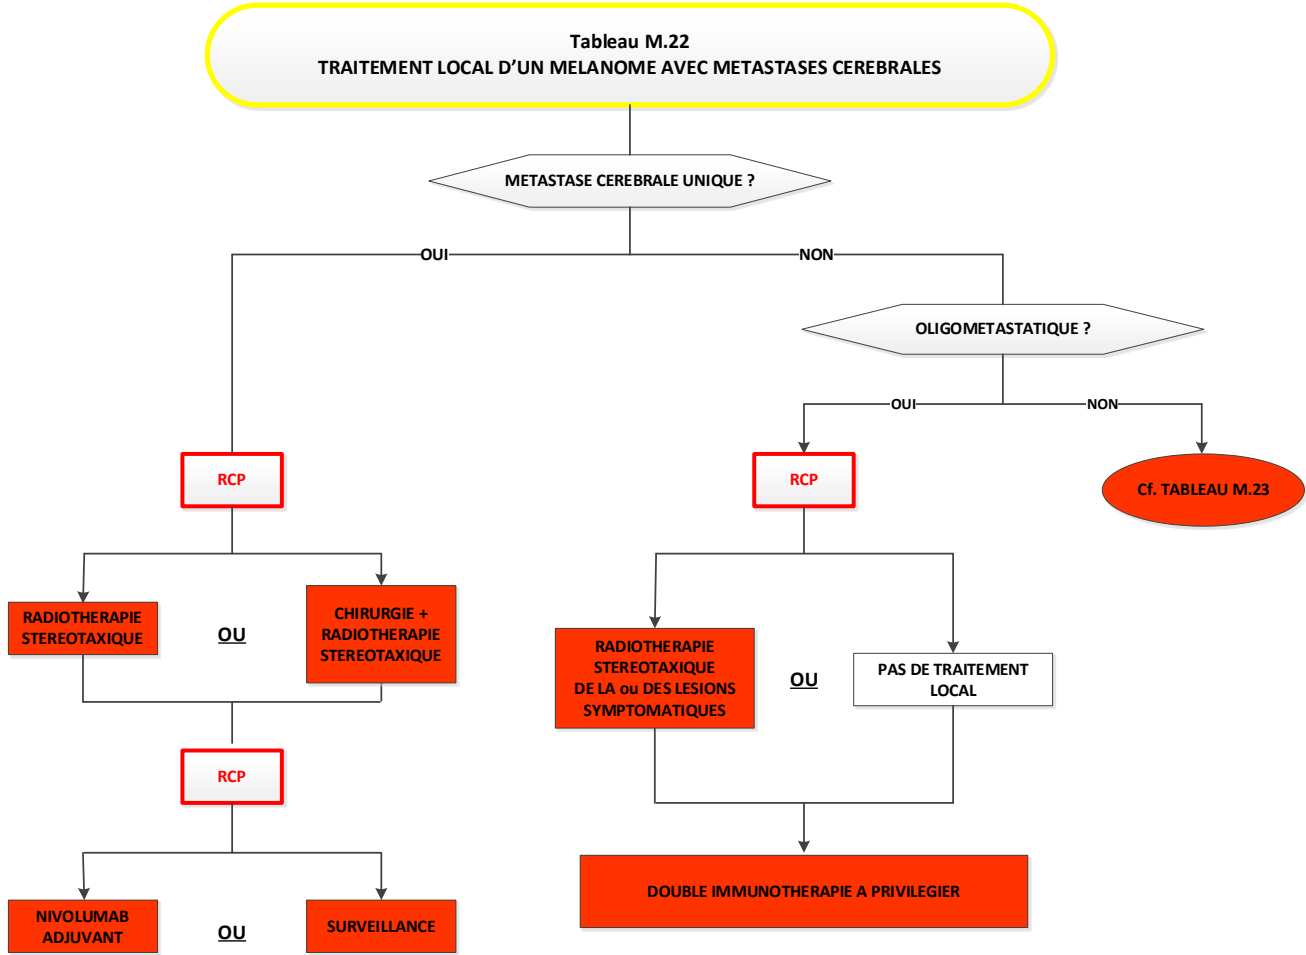 Tableau M.22
TRAITEMENT LOCAL D’UN MELANOME AVEC METASTASES CEREBRALES
METASTASE CEREBRALE UNIQUE ?
OUI
NON
OLIGOMETASTATIQUE ?
OUI
NON
RCP
RCP
Cf. TABLEAU M.23
RADIOTHERAPIE
STEREOTAXIQUE
OU
CHIRURGIE +
RADIOTHERAPIE
STEREOTAXIQUE
RADIOTHERAPIE
STEREOTAXIQUE
DE LA ou DES LESIONS
SYMPTOMATIQUES
OU
PAS DE TRAITEMENT
LOCAL
RCP
NIVOLUMAB
ADJUVANT
OU
SURVEILLANCE
DOUBLE IMMUNOTHERAPIE A PRIVILEGIER